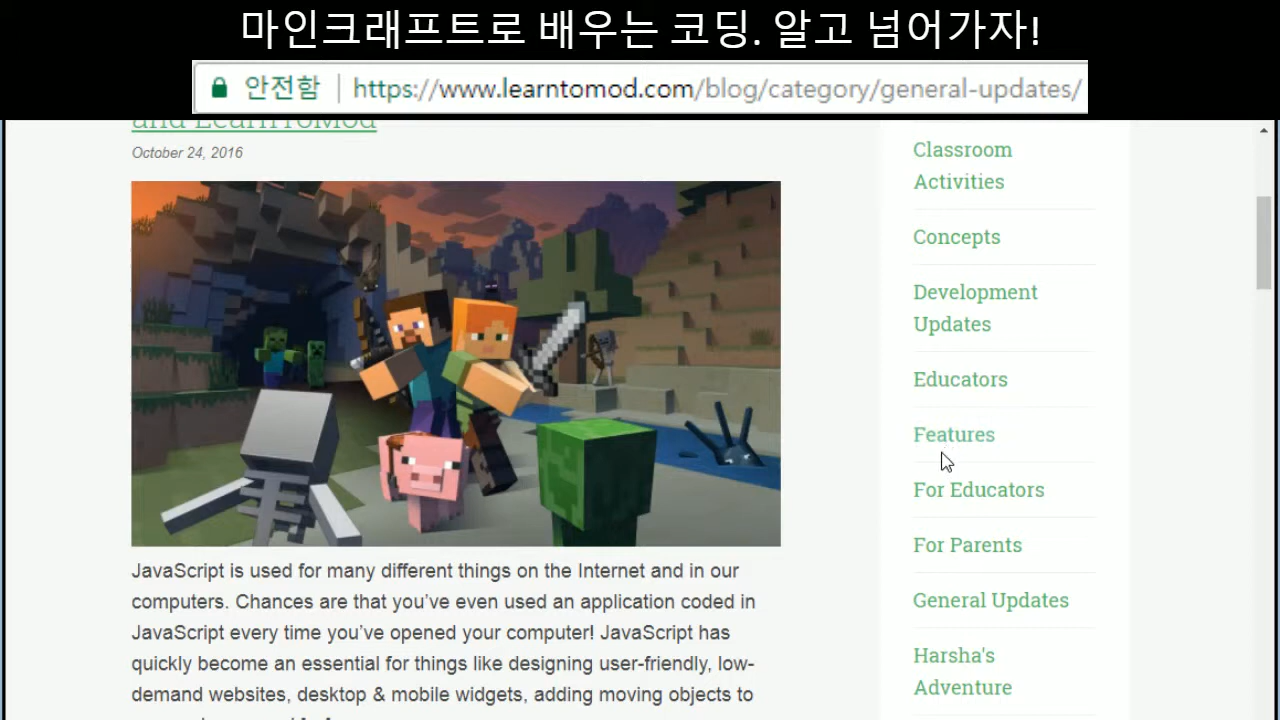 마인크래프트로 배우는 코딩. 알고 넘어가자!
안전함 | https://www.learntomod.com/blog/category/general-updates/
and LearnToMod
October 24, 2016
JavaScript is used for many different things on the Internet and in our
computers. Chances are that you’ve even used an application coded in
JavaScript every time you’ve opened your computer! JavaScript has
quickly become an essential for things like designing user-friendly, low-
demand websites, desktop & mobile widgets, adding moving objects to
Classroom
Activities
Concepts
Development
Updates
Educators
Features
For Educators
For Parents
General Updates
Harsha's
Adventure